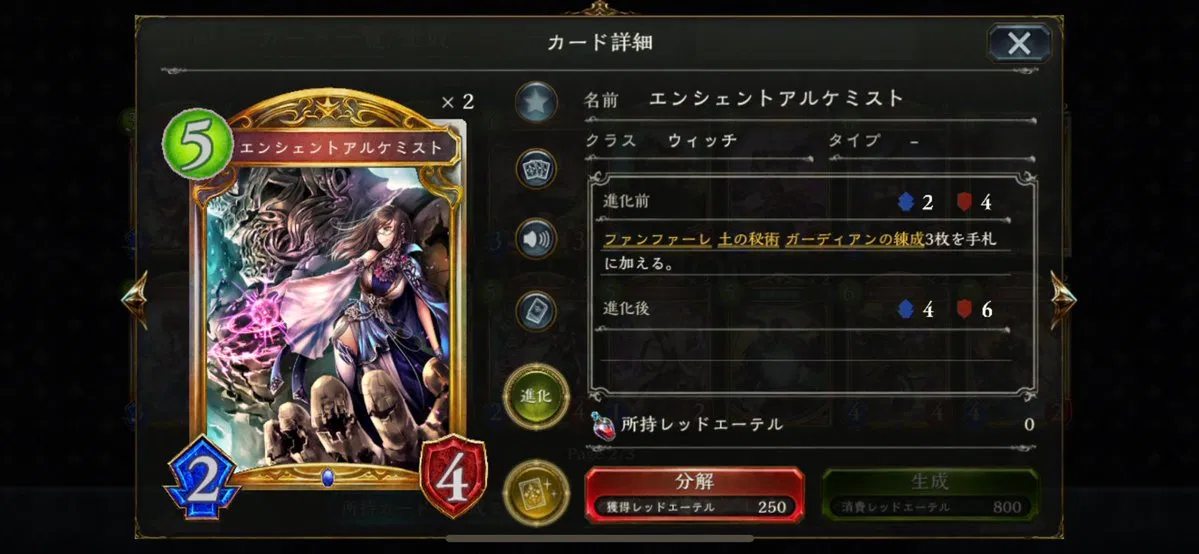 カード詳細
× 2
5
エンシェントアルケミスト
2
4
進化
名前 エンシェントアルケミスト
クラス ウィッチ タイプ -
進化前 2 4
ファンファーレ 土の秘術 ガーディアンの練成3枚を手札
に加える。
進化後 4 6
所持レッドエーテル 0
分解
獲得レッドエーテル 250
生成
消費レッドエーテル 800